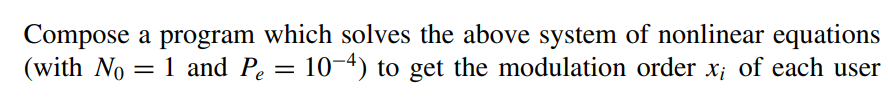 Compose a program which solves the above system of nonlinear equations
(with N₀ = 1 and Pₑ = 10⁻⁴) to get the modulation order xᵢ of each user